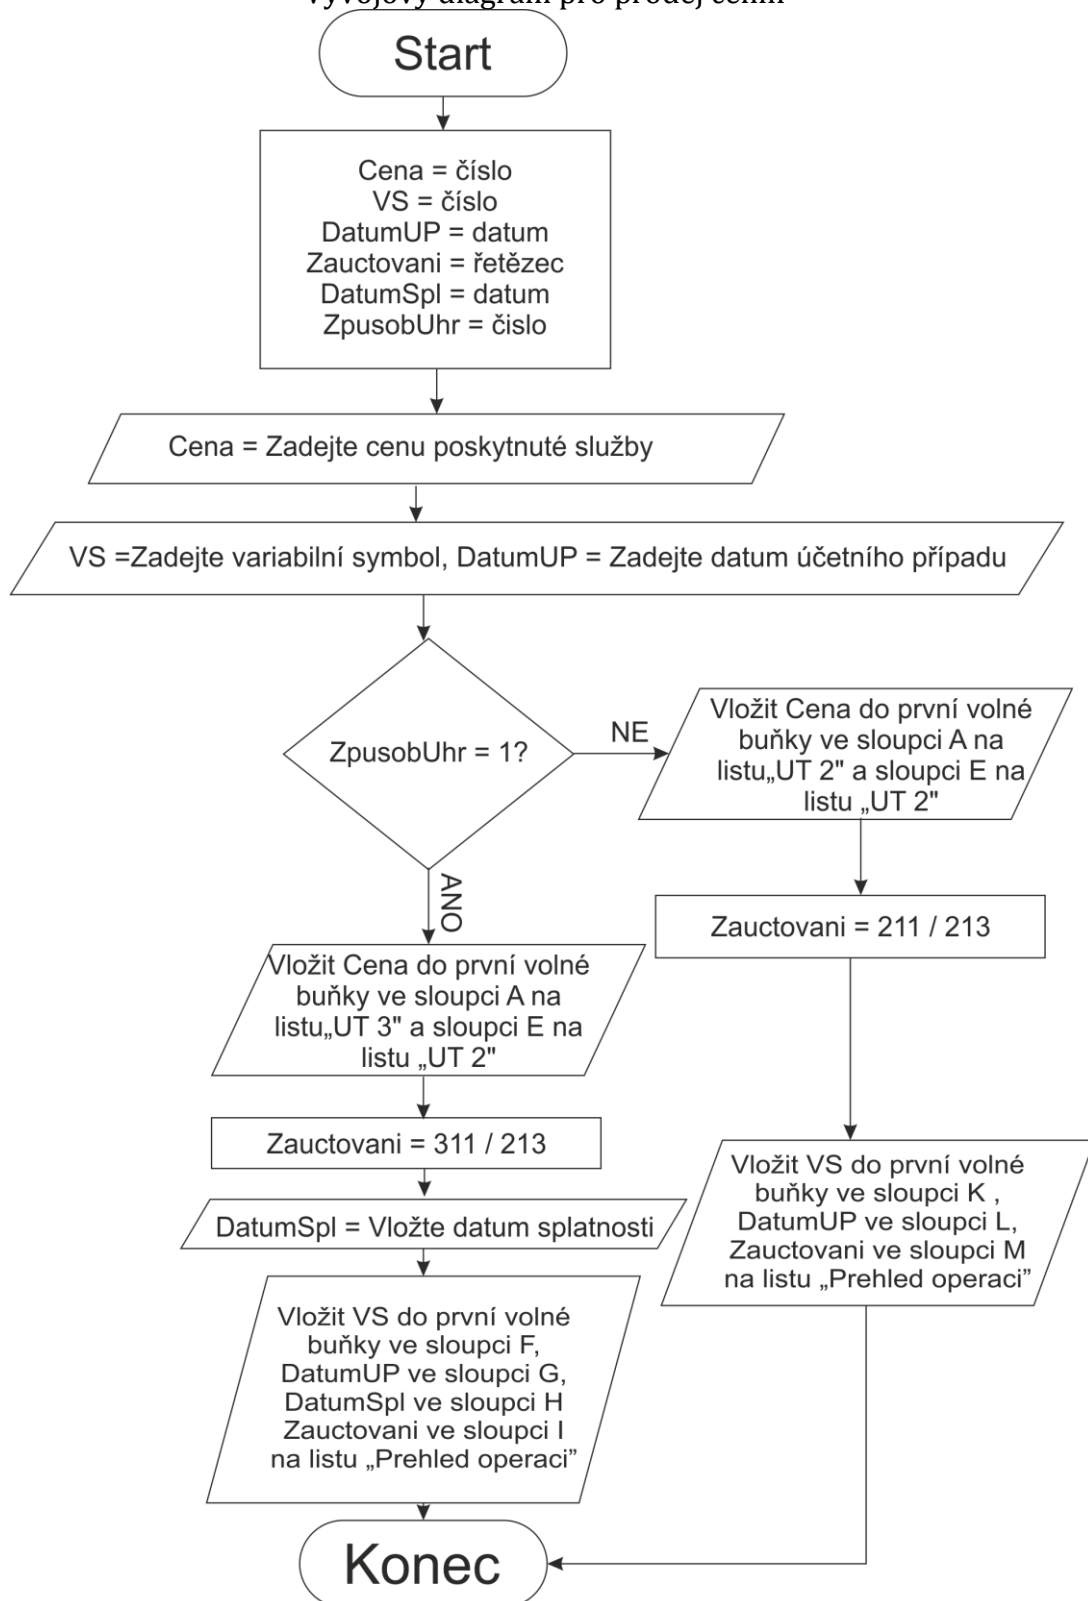 Vývojový diagram pro prodej cenin
Start
Cena = číslo
VS = číslo
DatumUP = datum
Zauctovani = řetězec
DatumSpl = datum
ZpusobUhr = čislo
Cena = Zadejte cenu poskytnuté služby
VS =Zadejte variabilní symbol, DatumUP = Zadejte datum účetního případu
ZpusobUhr = 1?
NE
Vložit Cena do první volné
buňky ve sloupci A na
listu„UT 2" a sloupci E na
listu „UT 2"
Zauctovani = 211 / 213
ANO
Vložit Cena do první volné
buňky ve sloupci A na
listu„UT 3" a sloupci E na
listu „UT 2"
Zauctovani = 311 / 213
DatumSpl = Vložte datum splatnosti
Vložit VS do první volné
buňky ve sloupci K ,
DatumUP ve sloupci L,
Zauctovani ve sloupci M
na listu „Prehled operaci”
Vložit VS do první volné
buňky ve sloupci F,
DatumUP ve sloupci G,
DatumSpl ve sloupci H
Zauctovani ve sloupci I
na listu „Prehled operaci”
Konec